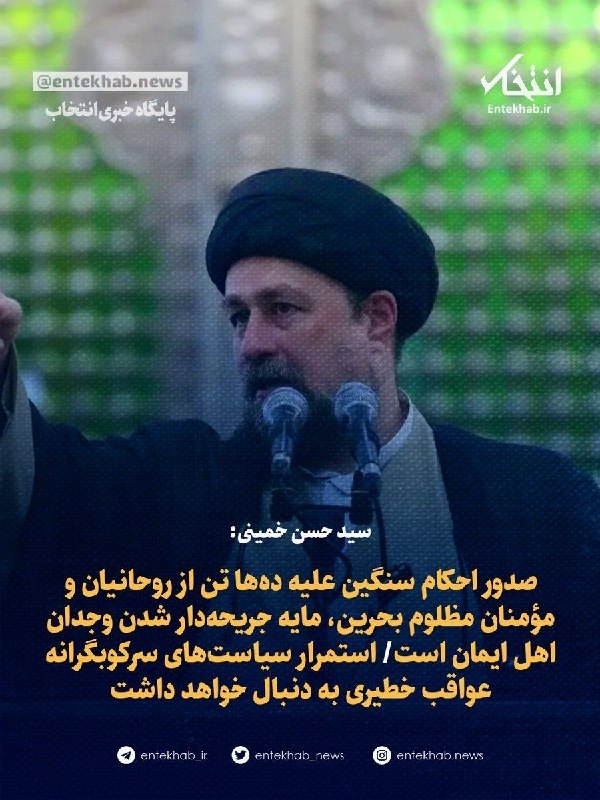 @entekhab.news
پایگاه خبری انتخاب
انتخاب
Entekhab.ir
سید حسن خمینی:
صدور احکام سنگین علیه ده‌ها تن از روحانیان و
مؤمنان مظلوم بحرین، مایه جریحه‌دار شدن وجدان
اهل ایمان است/ استمرار سیاست‌های سرکوبگرانه
عواقب خطیری به دنبال خواهد داشت
entekhab_ir
entekhab_news
entekhab.news